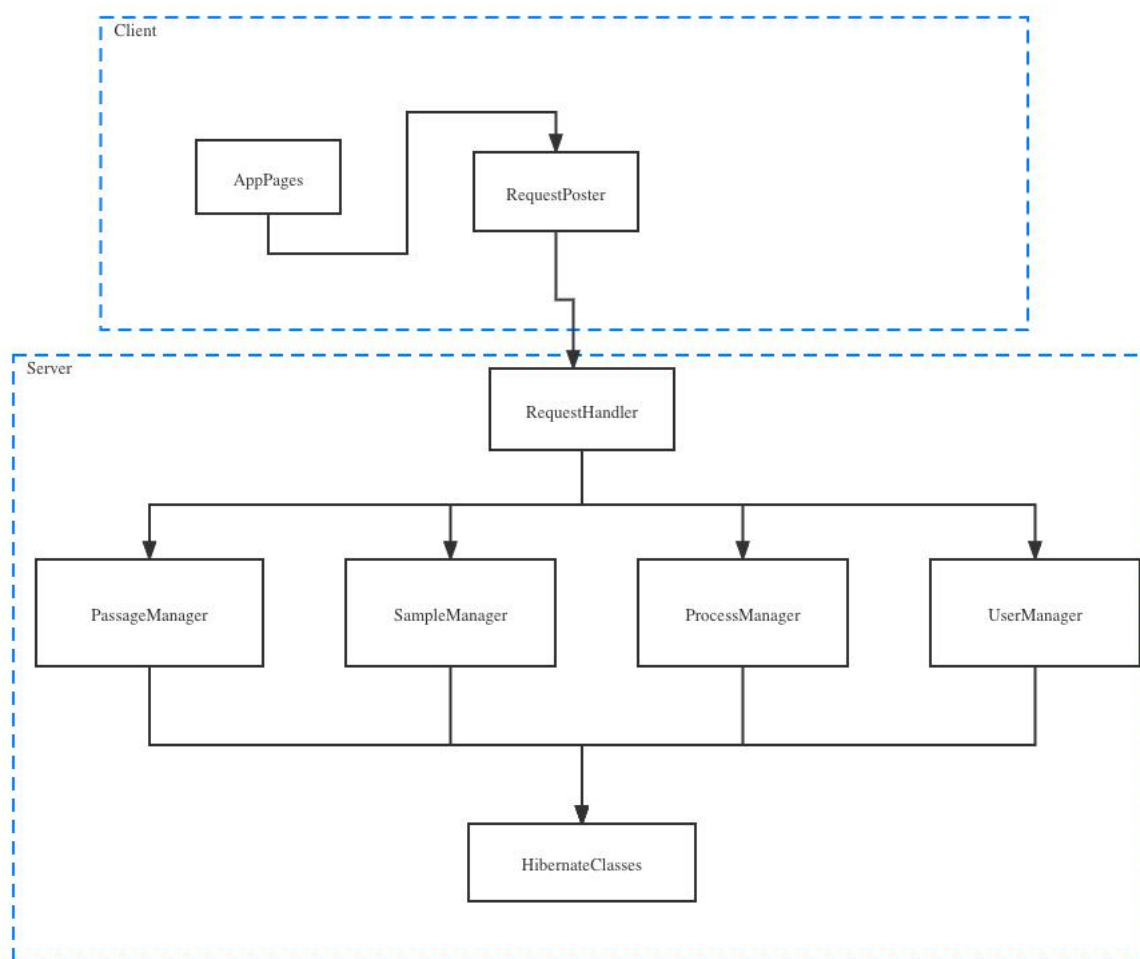 Client
AppPages
RequestPoster
Server
RequestHandler
PassageManager
SampleManager
ProcessManager
UserManager
HibernateClasses